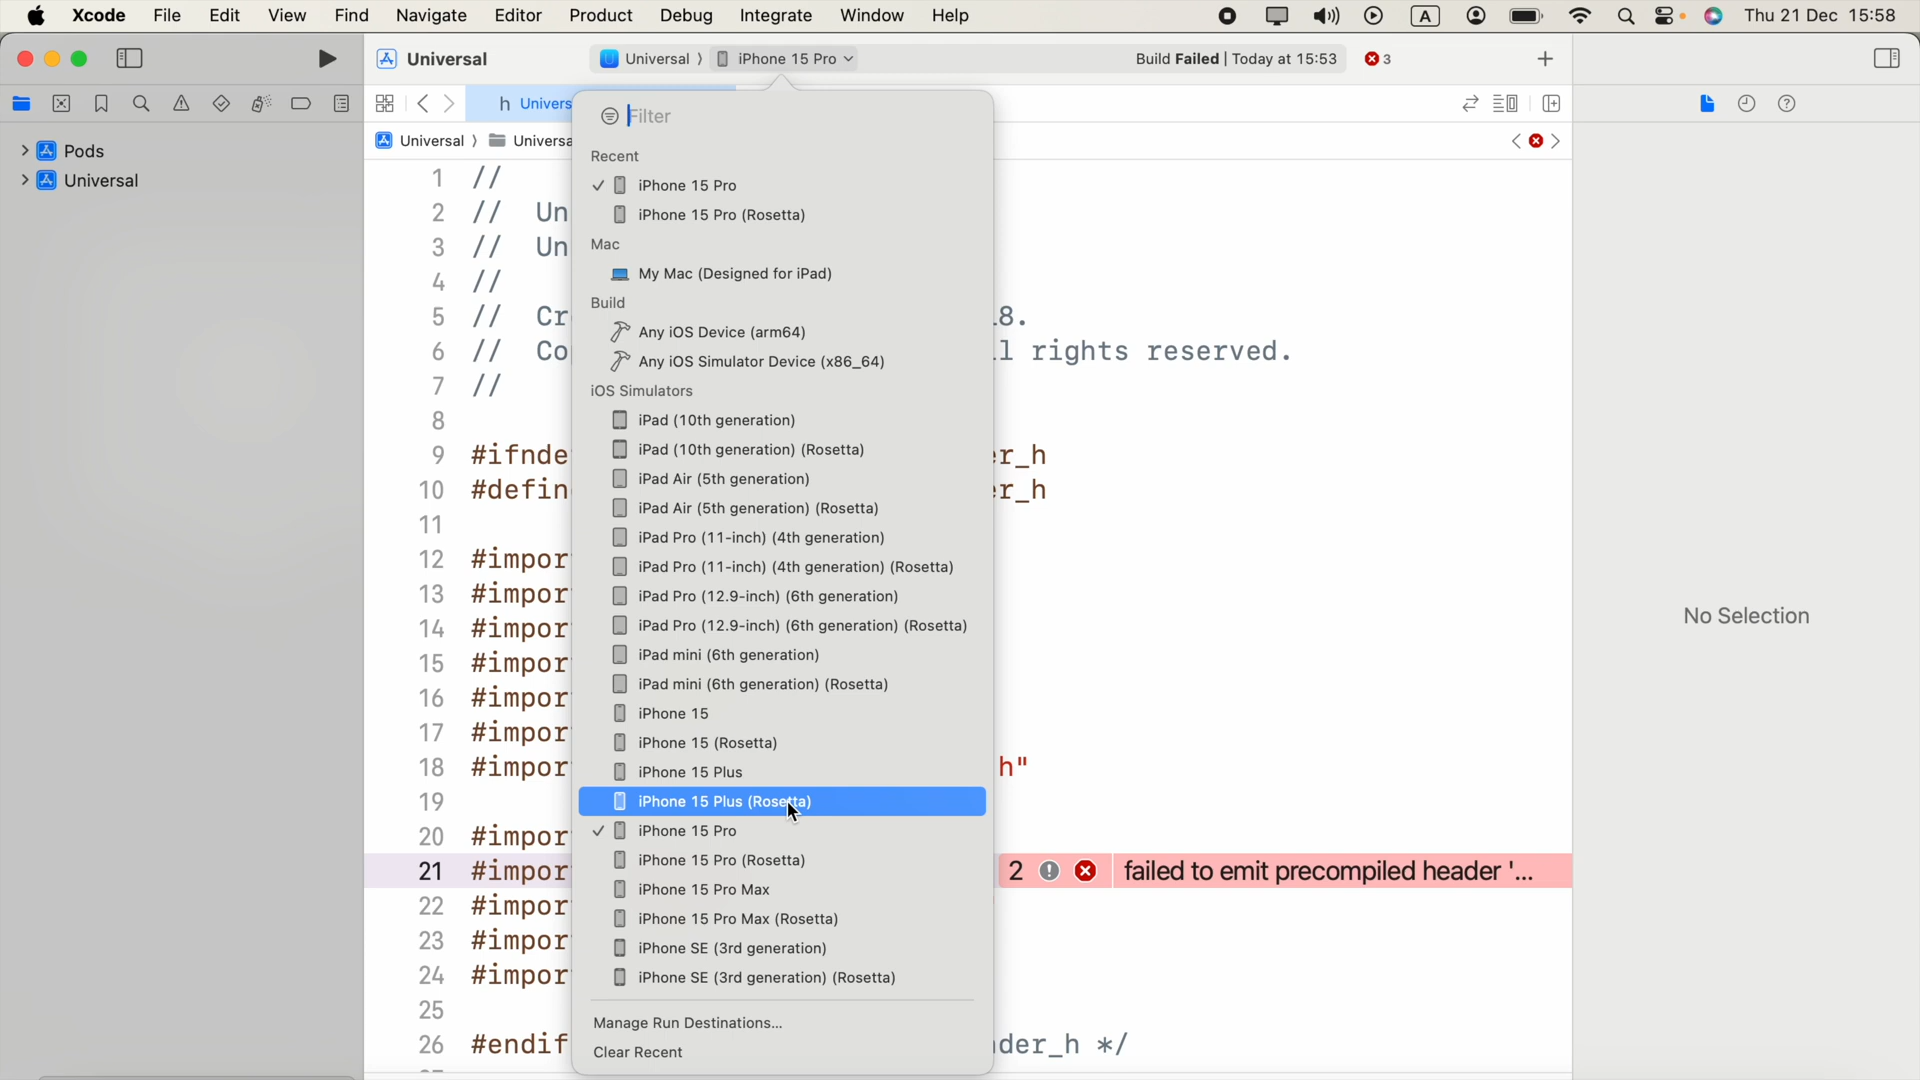 Xcode File Edit View Find Navigate Editor Product Debug Integrate Window Help A Thu 21 Dec 15:58
Universal Universal ⟩ iPhone 15 Pro Build Failed | Today at 15:53 3
h Univers
Universal ⟩ Universa
Pods
Universal
Filter
Recent
✓ iPhone 15 Pro
iPhone 15 Pro (Rosetta)
Mac
My Mac (Designed for iPad)
Build
Any iOS Device (arm64)
Any iOS Simulator Device (x86_64)
iOS Simulators
iPad (10th generation)
iPad (10th generation) (Rosetta)
iPad Air (5th generation)
iPad Air (5th generation) (Rosetta)
iPad Pro (11-inch) (4th generation)
iPad Pro (11-inch) (4th generation) (Rosetta)
iPad Pro (12.9-inch) (6th generation)
iPad Pro (12.9-inch) (6th generation) (Rosetta)
iPad mini (6th generation)
iPad mini (6th generation) (Rosetta)
iPhone 15
iPhone 15 (Rosetta)
iPhone 15 Plus
iPhone 15 Plus (Rosetta)
✓ iPhone 15 Pro
iPhone 15 Pro (Rosetta)
iPhone 15 Pro Max
iPhone 15 Pro Max (Rosetta)
iPhone SE (3rd generation)
iPhone SE (3rd generation) (Rosetta)
Manage Run Destinations...
Clear Recent
1 //
2 // Un
3 // Un
4 //
5 // Cr 18.
6 // Co ll rights reserved.
7 //
8
9 #ifnde er_h
10 #defin er_h
11
12 #impor
13 #impor
14 #impor
15 #impor
16 #impor
17 #impor
18 #impor h"
19
20 #impor
21 #impor 2 failed to emit precompiled header '...
22 #impor
23 #impor
24 #impor
25
26 #endif der_h */
No Selection